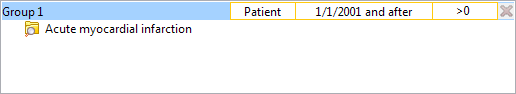 Group 1 Patient 1/1/2001 and after >0
Acute myocardial infarction